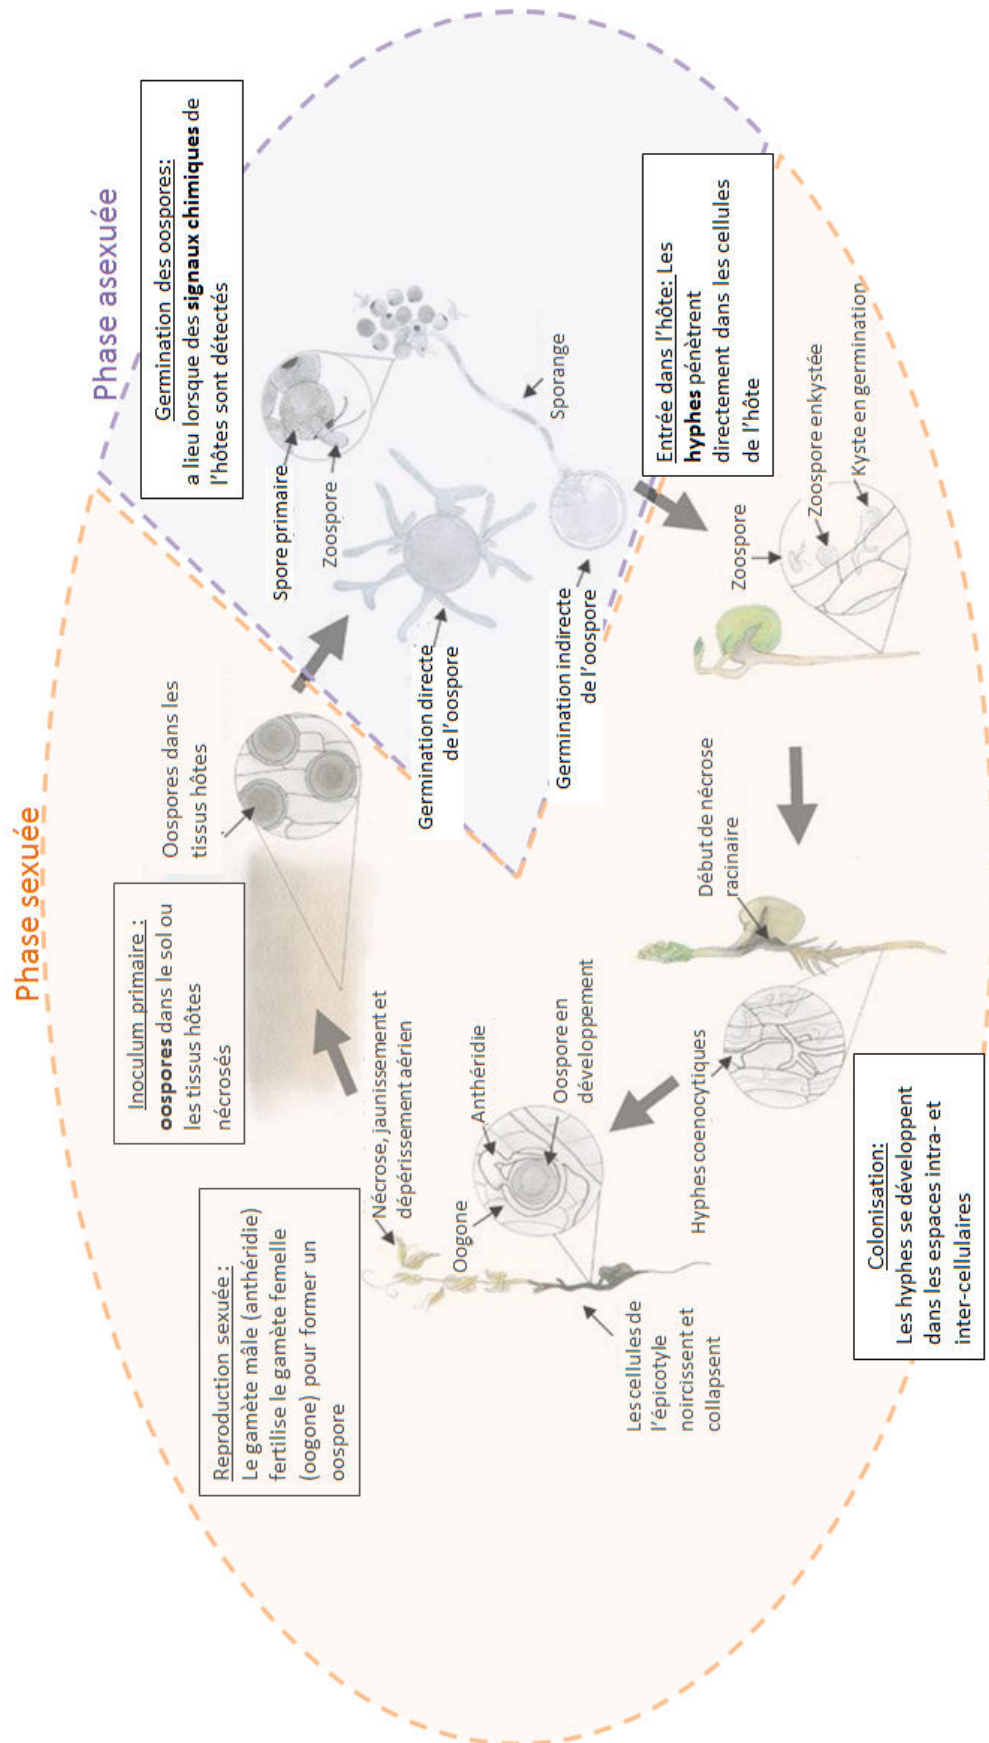 Phase sexuée
Phase asexuée
Inoculum primaire :
oospores dans le sol ou
les tissus hôtes
nécrosés
Oospores dans les
tissus hôtes
Germination des oospores:
a lieu lorsque des signaux chimiques de
l'hôtes sont détectés
Spore primaire
Zoospore
Germination directe
de l'oospore
Sporange
Germination indirecte
de l'oospore
Entrée dans l'hôte: Les
hyphes pénètrent
directement dans les cellules
de l'hôte
Zoospore
Zoospore enkystée
Kyste en germination
Début de nécrose
racinaire
Hyphes coenocytiques
Colonisation:
Les hyphes se développent
dans les espaces intra- et
inter-cellulaires
Reproduction sexuée :
Le gamète mâle (anthéridie)
fertilise le gamète femelle
(oogone) pour former un
oospore
Nécrose, jaunissement et
dépérissement aérien
Oogone
Anthéridie
Oospore en
développement
Les cellules de
l'épicotyle
noircissent et
collapsent